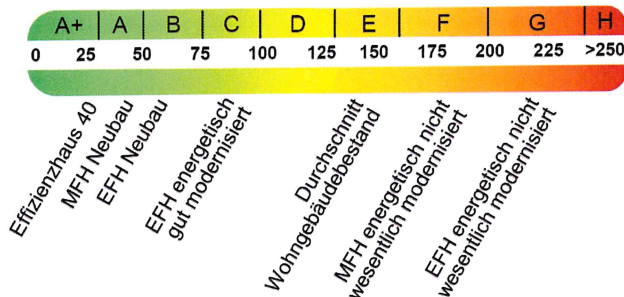 A+ A B C D E F G H
0 25 50 75 100 125 150 175 200 225 >250
Effizienzhaus 40
MFH Neubau
EFH Neubau
EFH energetisch
gut modernisiert
Durchschnitt
Wohngebäudebestand
MFH energetisch nicht
wesentlich modernisiert
EFH energetisch nicht
wesentlich modernisiert